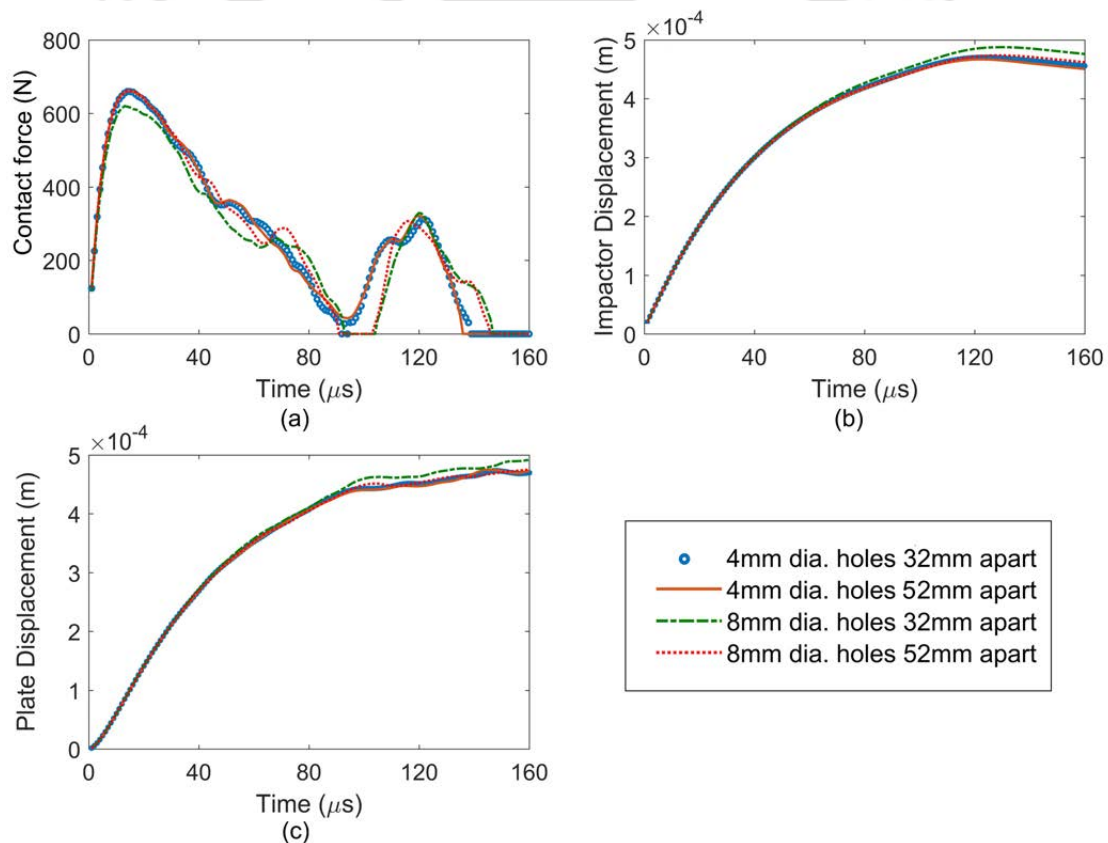 Contact force (N)
800
600
400
200
0
0 40 80 120 160
Time (μs)
(a)
×10⁻⁴
Impactor Displacement (m)
5
4
3
2
1
0
0 40 80 120 160
Time (μs)
(b)
×10⁻⁴
Plate Displacement (m)
5
4
3
2
1
0
0 40 80 120 160
Time (μs)
(c)
4mm dia. holes 32mm apart
4mm dia. holes 52mm apart
8mm dia. holes 32mm apart
8mm dia. holes 52mm apart